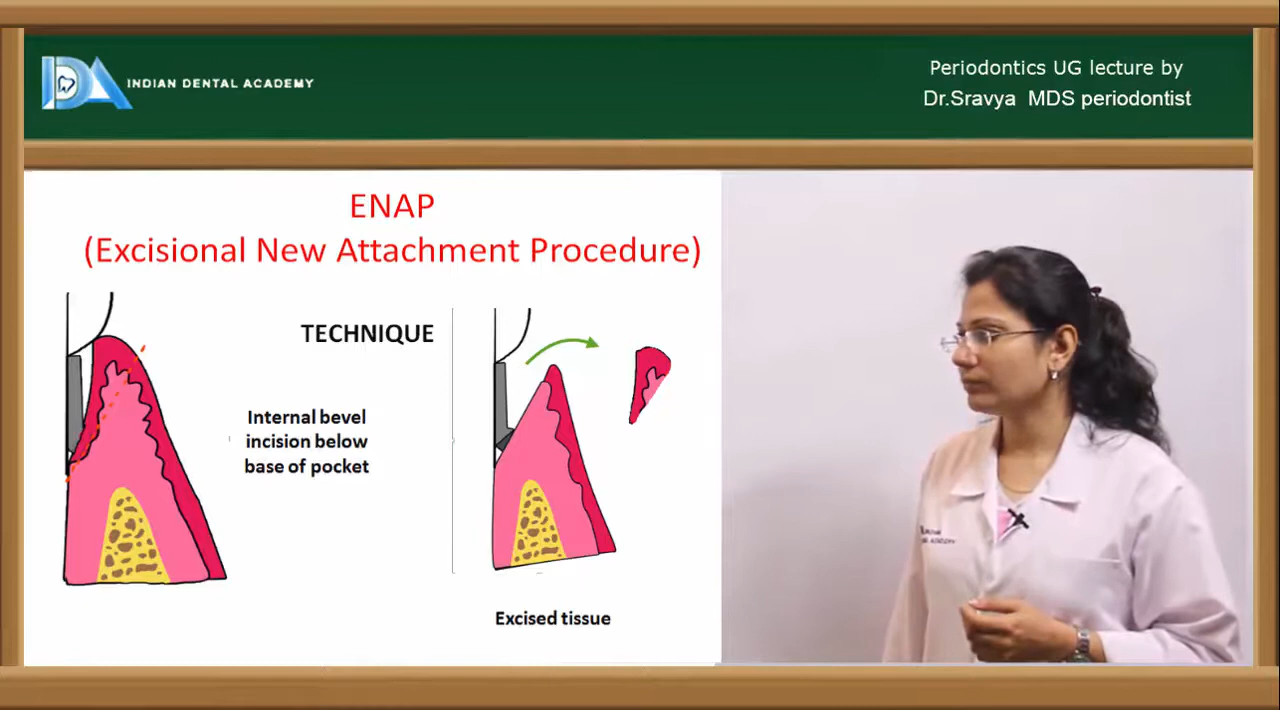 IDA
INDIAN DENTAL ACADEMY
Periodontics UG lecture by
Dr.Sravya MDS periodontist
ENAP
(Excisional New Attachment Procedure)
TECHNIQUE
Internal bevel
incision below
base of pocket
Excised tissue